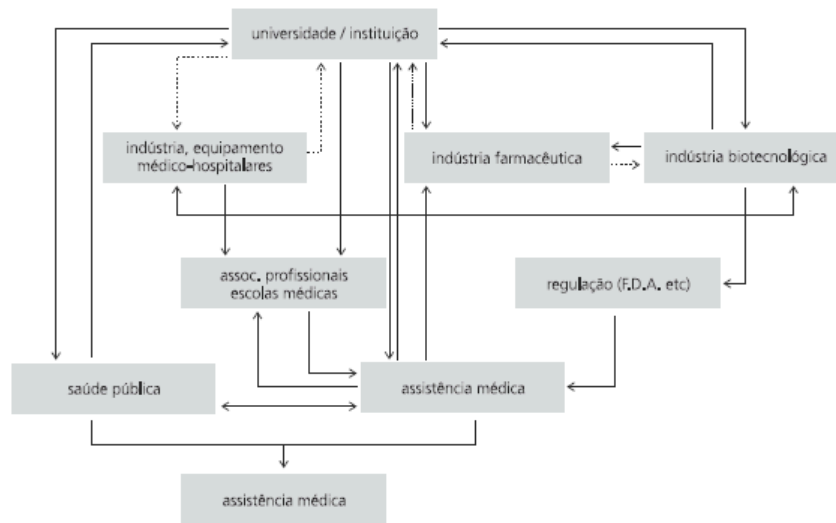 universidade / instituição
indústria, equipamento
médico-hospitalares
indústria farmacêutica
indústria biotecnológica
assoc. profissionais
escolas médicas
regulação (F.D.A. etc)
saúde pública
assistência médica
assistência médica